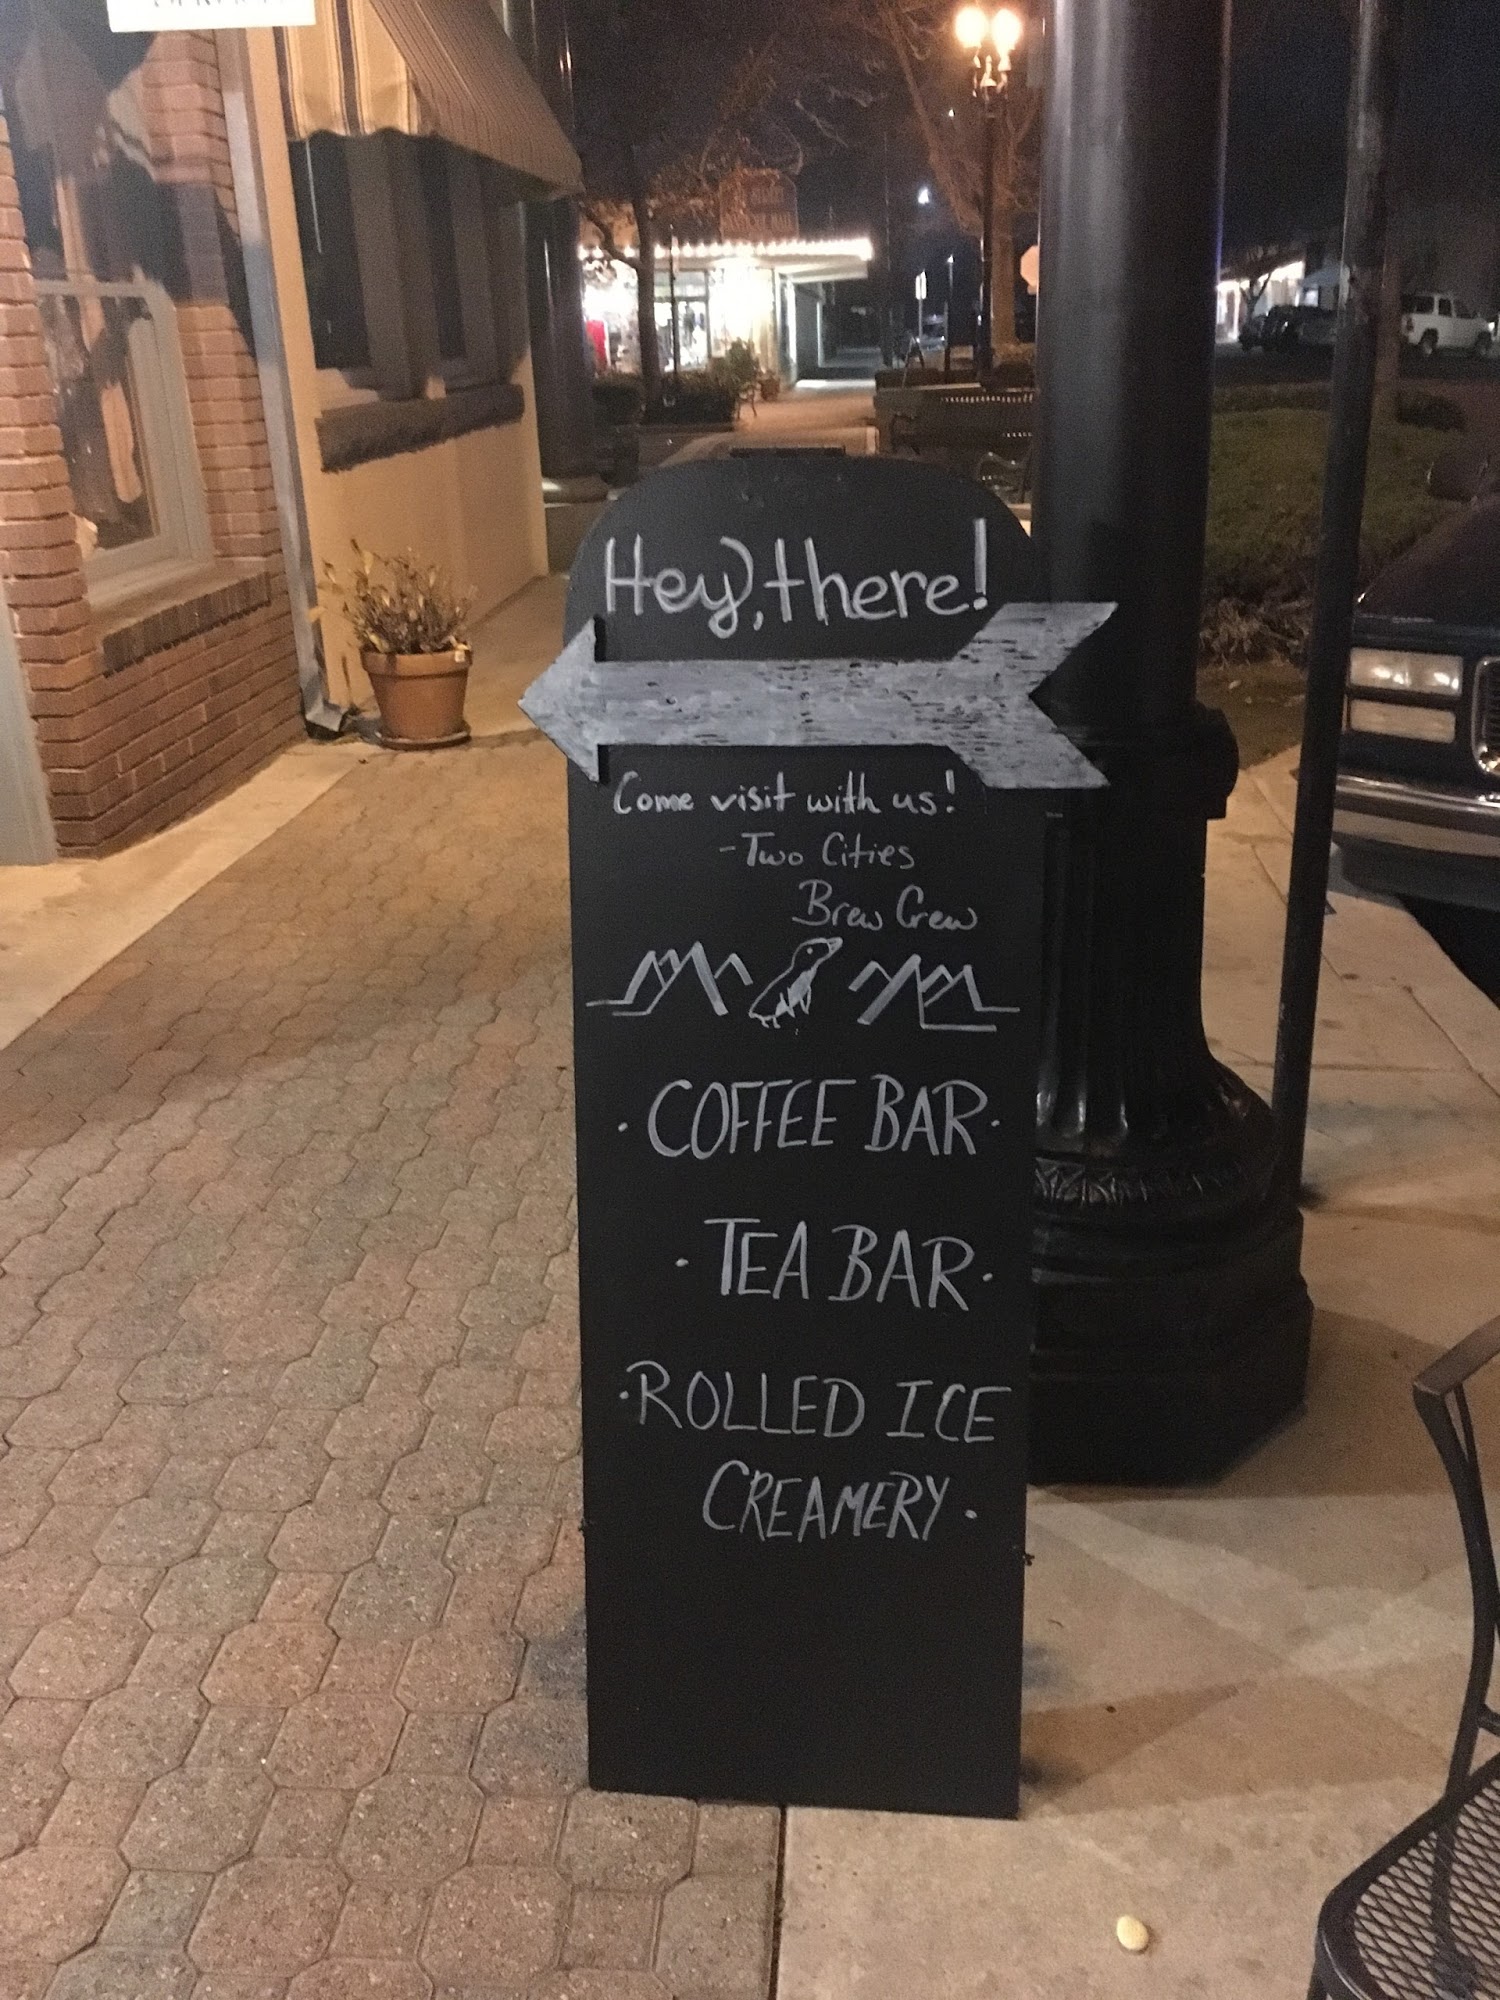 Hey, there!
Come visit with us!
-Two Cities
Brew Crew
· COFFEE BAR ·
· TEA BAR ·
· ROLLED ICE
CREAMERY ·